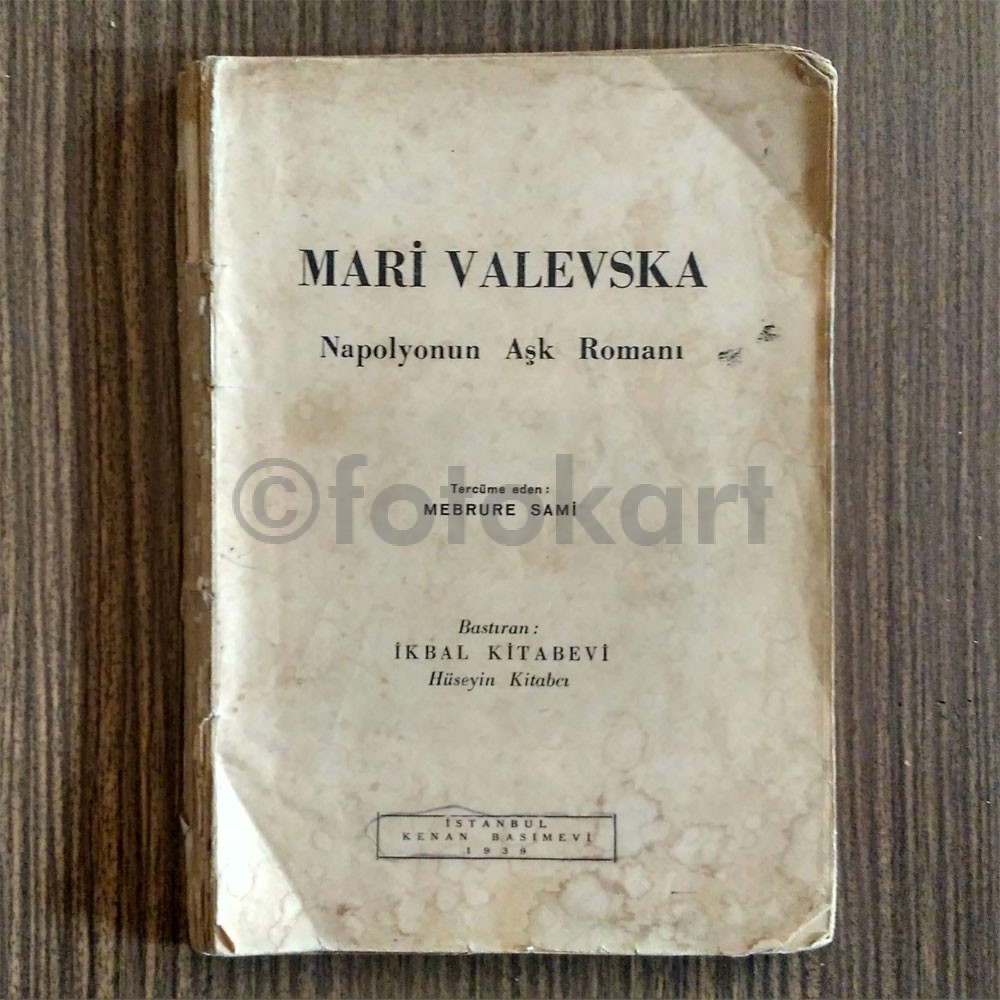 MARİ VALEVSKA
Napolyonun Aşk Romanı
©fotokart
Tercüme eden :
MEBRURE SAMİ
Bastıran :
İKBAL KİTABEVİ
Hüseyin Kitabcı
İSTANBUL
KENAN BASIMEVİ
1939